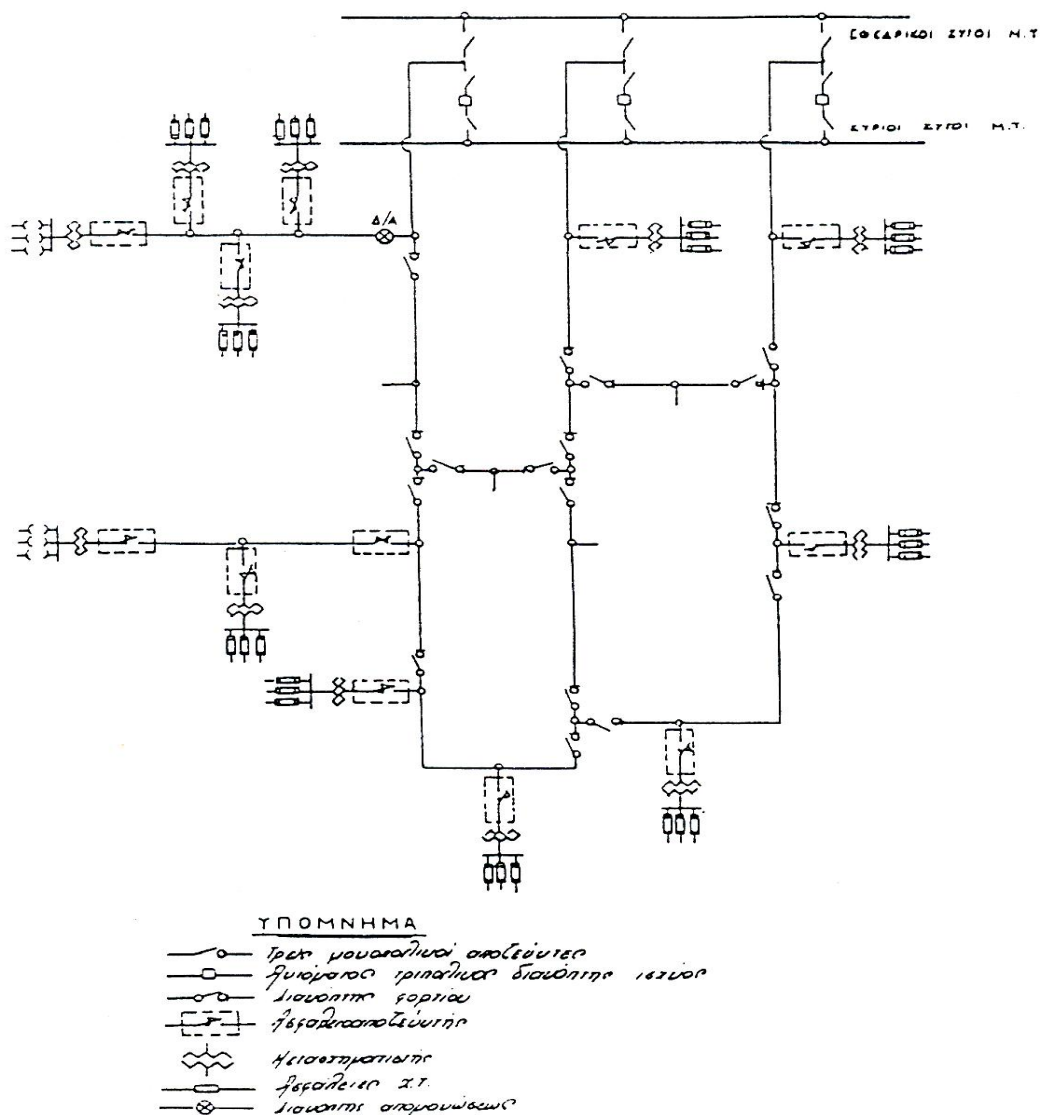 ΕΦΕΔΡΙΚΟΙ ΖΥΓΟΙ Μ.Τ
ΚΥΡΙΟΙ ΖΥΓΟΙ Μ.Τ.
Δ/Α
ΥΠΟΜΝΗΜΑ
Τρεις μονοπολικοί αποζεύκτες
Αυτόματος τριπολικός διακόπτης ισχύος
Διακόπτης φορτίου
Ασφαλειοαποζεύκτης
Μετασχηματιστής
Ασφάλειες Χ.Τ.
Διακόπτης απομονώσεως